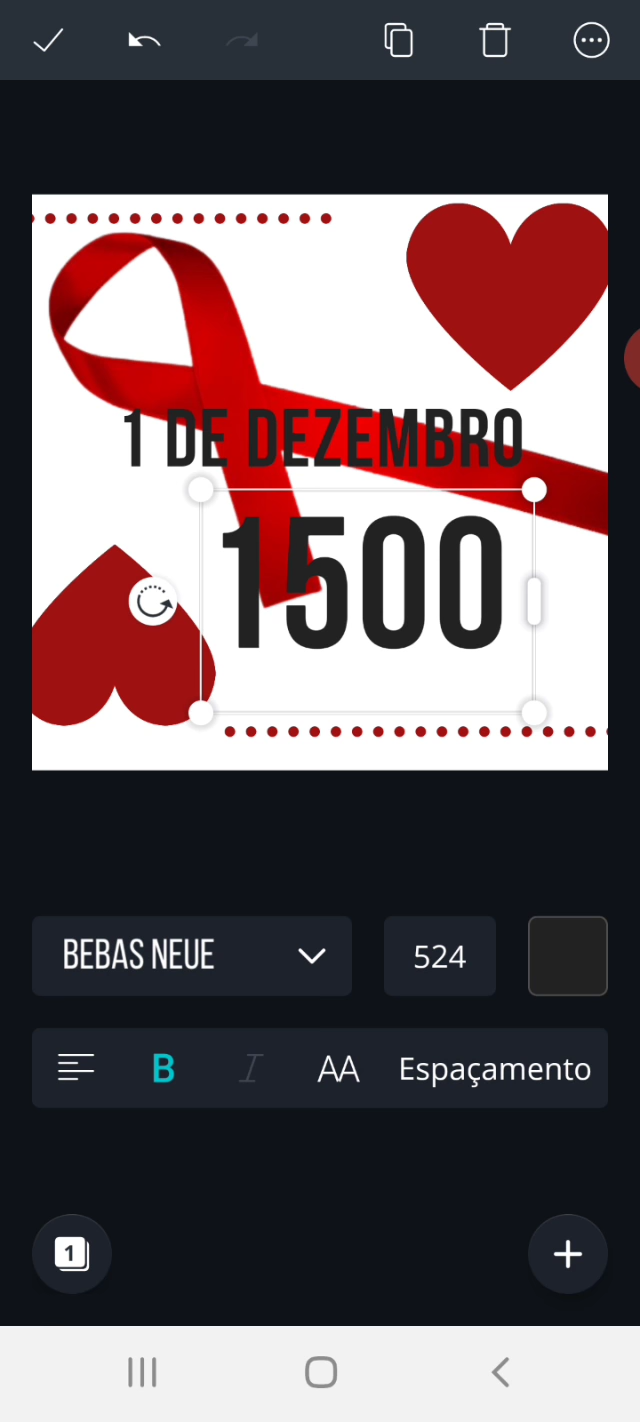 1 DE DEZEMBRO
1500
BEBAS NEUE
524
B I AA Espaçamento
1